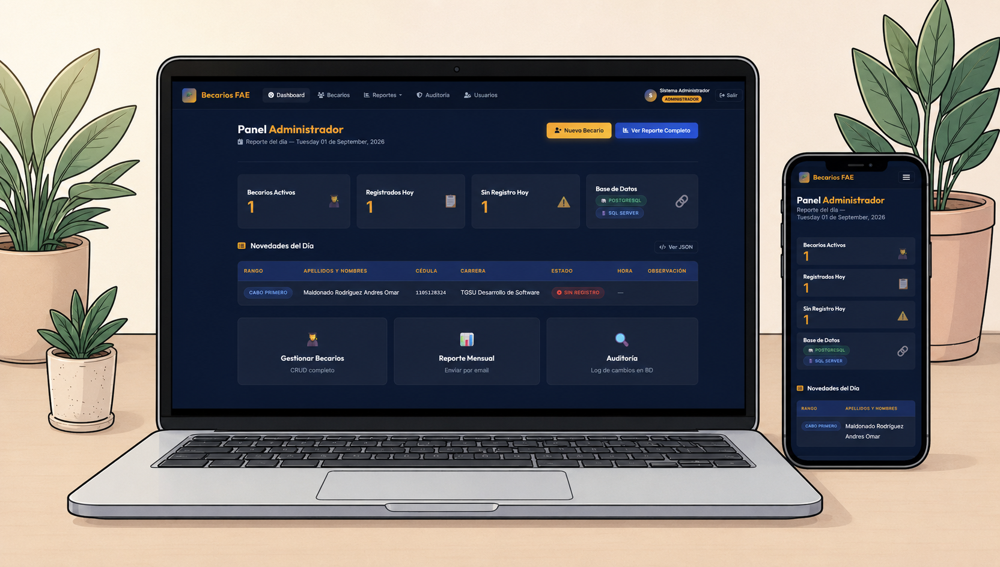 Becarios FAE
Dashboard
Becarios
Reportes
Auditoria
Usuarios
S
Sistema Administrador
ADMINISTRADOR
Salir
Panel Administrador
Reporte del día — Tuesday 01 de September, 2026
Nuevo Becario
Ver Reporte Completo
Becarios Activos
1
Registrados Hoy
1
Sin Registro Hoy
1
Base de Datos
POSTGRESQL
SQL SERVER
Novedades del Día
</> Ver JSON
RANGO APELLIDOS Y NOMBRES CÉDULA CARRERA ESTADO HORA OBSERVACIÓN
CABO PRIMERO Maldonado Rodríguez Andres Omar 1105128324 TGSU Desarrollo de Software SIN REGISTRO —
Gestionar Becarios
CRUD completo
Reporte Mensual
Enviar por email
Auditoría
Log de cambios en BD
Becarios FAE
Panel Administrador
Reporte del día —
Tuesday 01 de September, 2026
Becarios Activos
1
Registrados Hoy
1
Sin Registro Hoy
1
Base de Datos
POSTGRESQL
SQL SERVER
Novedades del Día
RANGO APELLIDOS Y NOMBRES
CABO PRIMERO Maldonado Rodríguez
Andres Omar